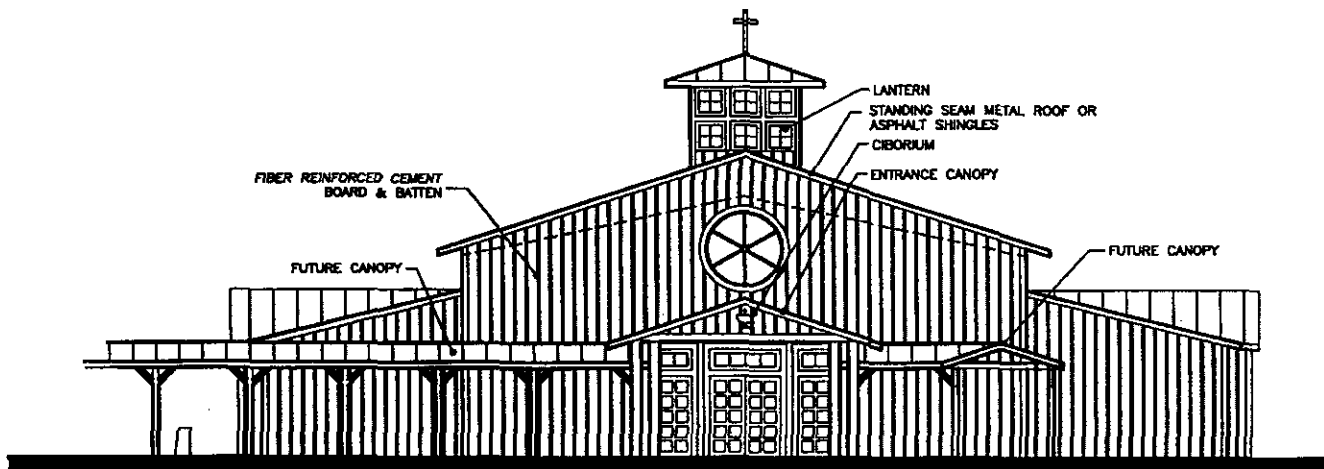 LANTERN
STANDING SEAM METAL ROOF OR
ASPHALT SHINGLES
CIBORIUM
ENTRANCE CANOPY
FIBER REINFORCED CEMENT
BOARD & BATTEN
FUTURE CANOPY
FUTURE CANOPY